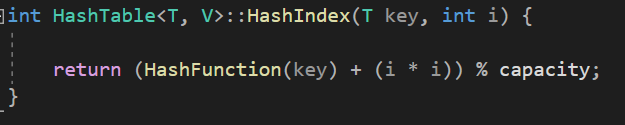 int HashTable<T, V>::HashIndex(T key, int i) {
return (HashFunction(key) + (i * i)) % capacity;
}